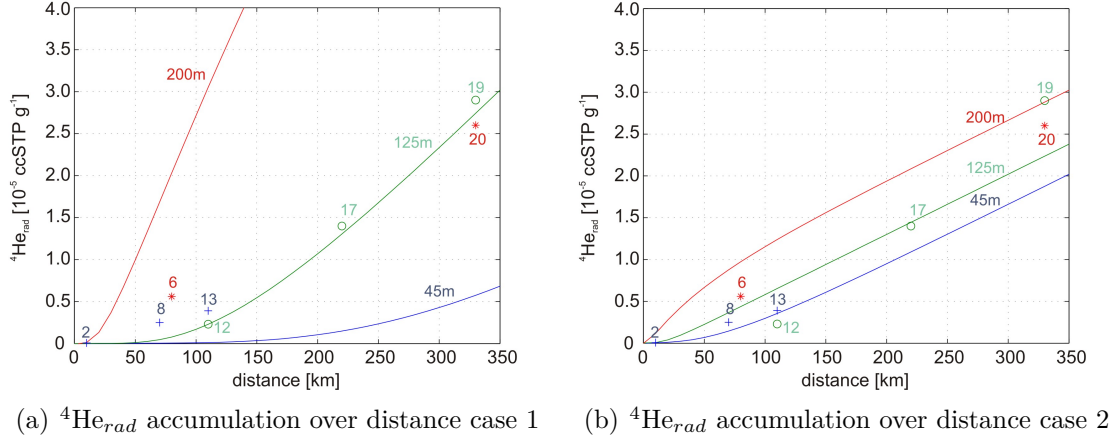 4.0
3.5
3.0
2.5
2.0
1.5
1.0
0.5
0
⁴He_rad [10⁻⁵ ccSTP g⁻¹]
200m
125m
45m
19
20
17
6
8
13
12
2
0 50 100 150 200 250 300 350
distance [km]
(a) ⁴He_rad accumulation over distance case 1
4.0
3.5
3.0
2.5
2.0
1.5
1.0
0.5
0.0
⁴He_rad [10⁻⁵ ccSTP g⁻¹]
200m
125m
45m
19
20
17
6
8
13
12
2
0 50 100 150 200 250 300 350
distance [km]
(b) ⁴He_rad accumulation over distance case 2